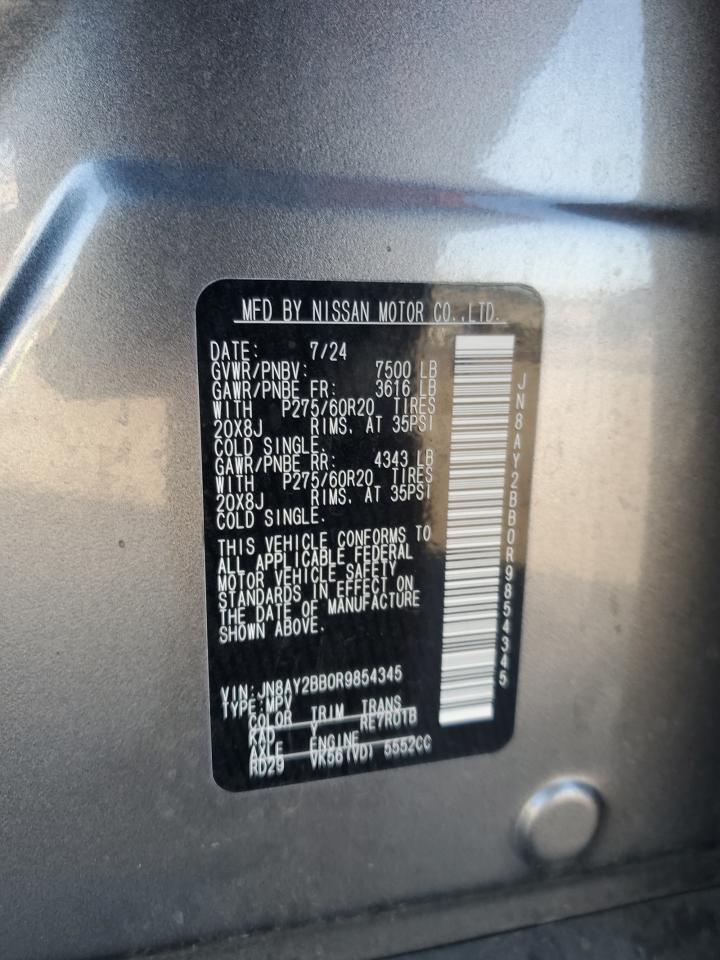 MFD BY NISSAN MOTOR CO.,LTD.
DATE: 7/24
GVWR/PNBV: 7500 LB
GAWR/PNBE FR: 3616 LB
WITH P275/60R20 TIRES
20X8J RIMS, AT 35PSI
COLD SINGLE.
GAWR/PNBE RR: 4343 LB
WITH P275/60R20 TIRES
20X8J RIMS, AT 35PSI
COLD SINGLE.
THIS VEHICLE CONFORMS TO
ALL APPLICABLE FEDERAL
MOTOR VEHICLE SAFETY
STANDARDS IN EFFECT ON
THE DATE OF MANUFACTURE
SHOWN ABOVE.
VIN:JN8AY2BB0R9854345
TYPE:MPV
COLOR TRIM TRANS
KAD Y RE7R01B
AXLE ENGINE
RD29 VK56(VD) 5552CC
JN8AY2BB0R9854345